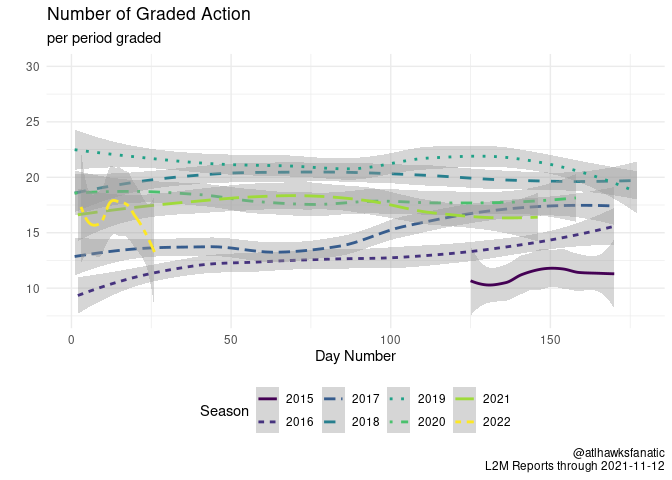 Number of Graded Action
per period graded
30
25
20
15
10
0 50 100 150
Day Number
Season
2015 2017 2019 2021
2016 2018 2020 2022
@atlhawksfanatic
L2M Reports through 2021-11-12